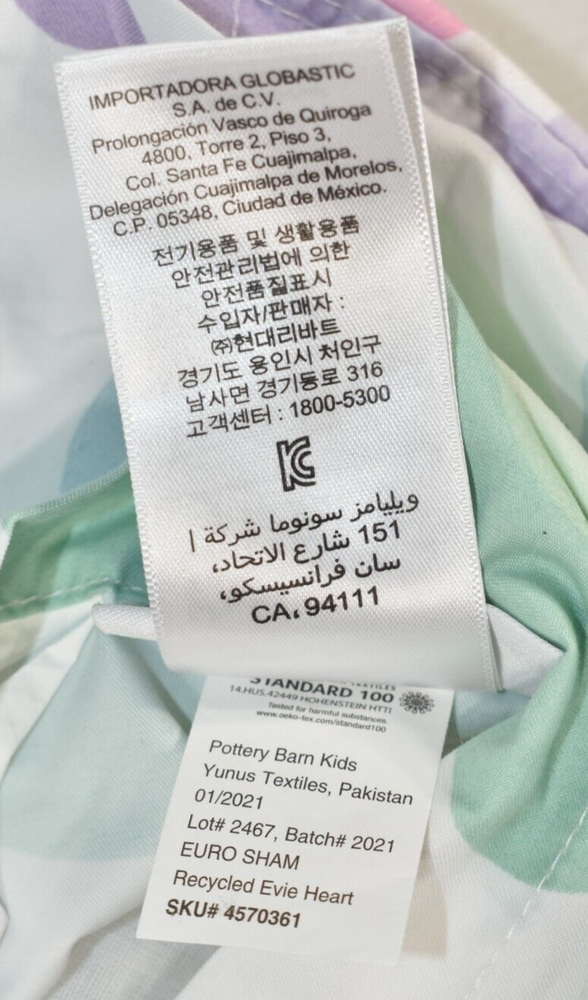 IMPORTADORA GLOBASTIC
S.A. de C.V.
Prolongación Vasco de Quiroga
4800, Torre 2, Piso 3,
Col. Santa Fe Cuajimalpa,
Delegación Cuajimalpa de Morelos,
C.P. 05348, Ciudad de México.
전기용품 및 생활용품
안전관리법에 의한
안전품질표시
수입자/판매자 :
㈜현대리바트
경기도 용인시 처인구
남사면 경기동로 316
고객센터 : 1800-5300
ويليامز سونوما شركة |
151 شارع الاتحاد،
سان فرانسيسكو،
CA، 94111
STANDARD 100
14.HUS.42449 HOHENSTEIN HTTI
Tested for harmful substances.
www.oeko-tex.com/standard100
Pottery Barn Kids
Yunus Textiles, Pakistan
01/2021
Lot# 2467, Batch# 2021
EURO SHAM
Recycled Evie Heart
SKU# 4570361